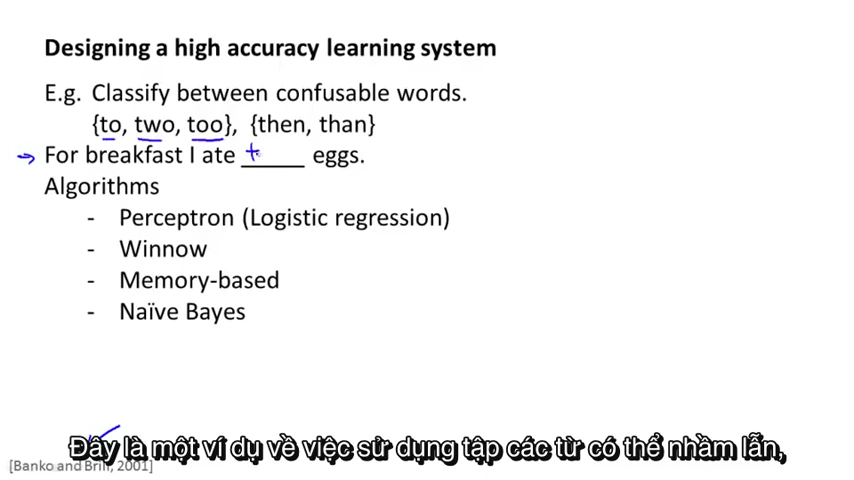 Designing a high accuracy learning system
E.g. Classify between confusable words.
{to, two, too}, {then, than}
For breakfast I ate _____ eggs.
Algorithms
- Perceptron (Logistic regression)
- Winnow
- Memory-based
- Naïve Bayes
Đây là một ví dụ về việc sử dụng tập các từ có thể nhầm lẫn,
[Banko and Brill, 2001]